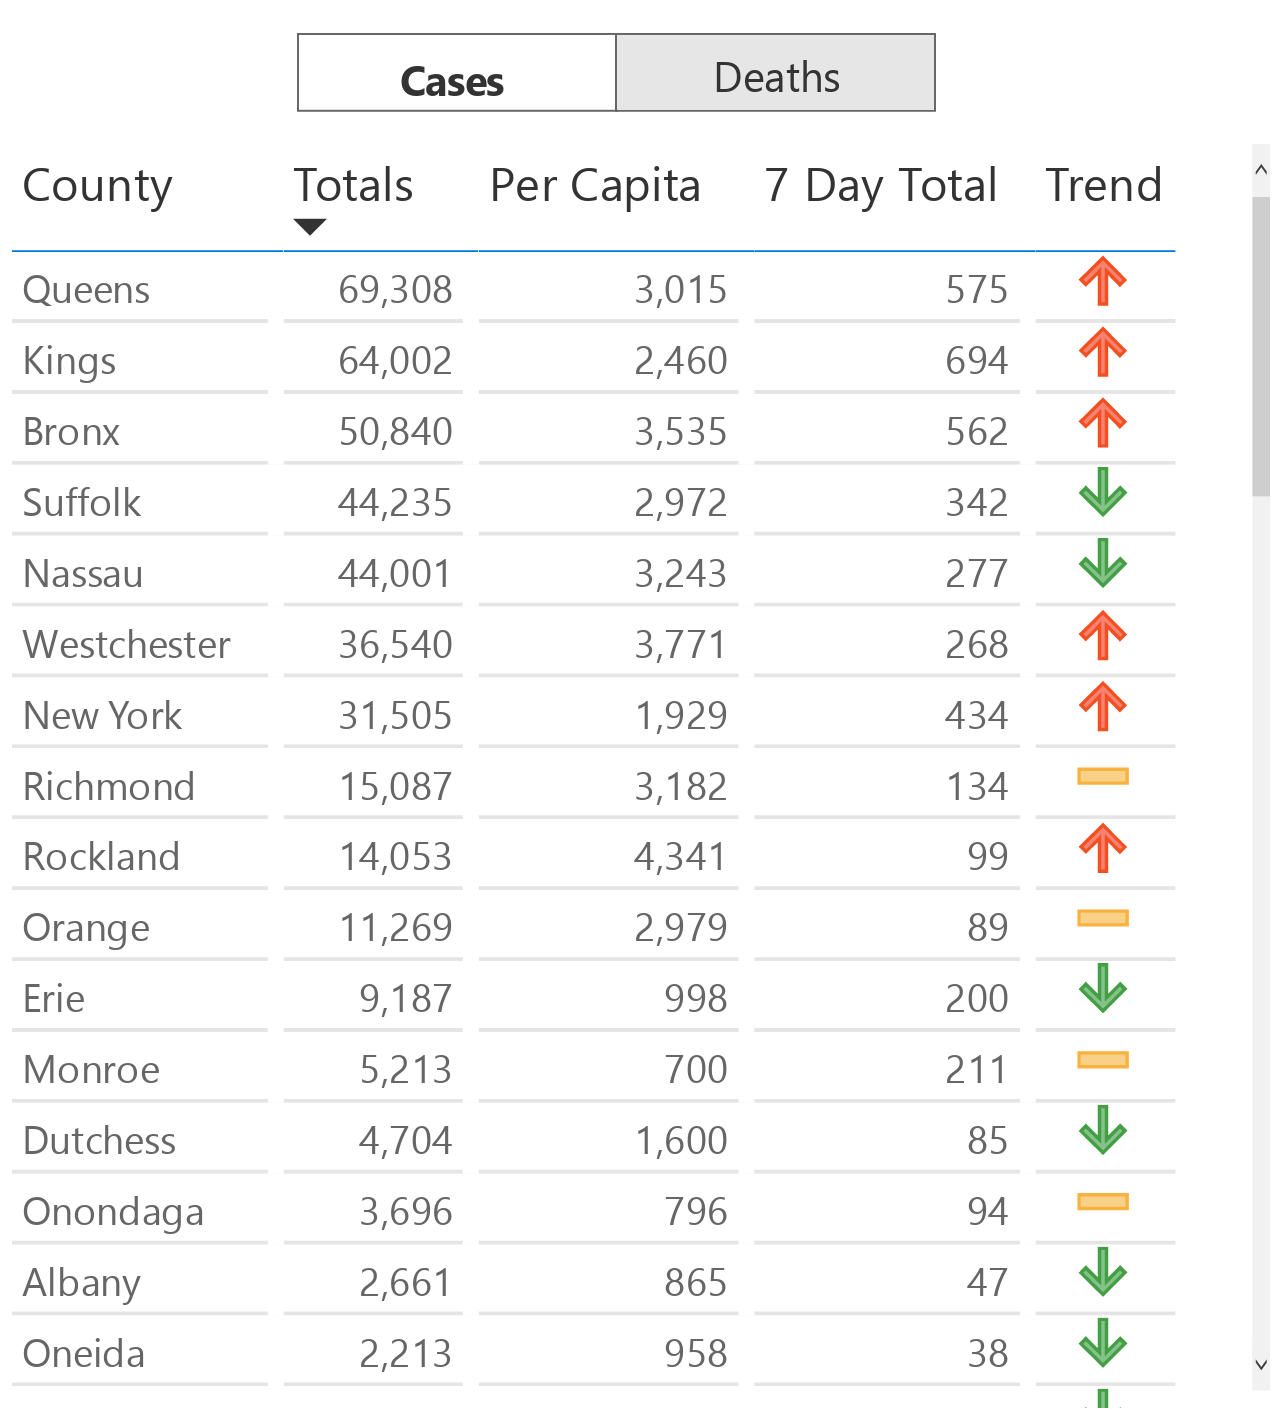 Cases Deaths
County Totals Per Capita 7 Day Total Trend
Queens 69,308 3,015 575
Kings 64,002 2,460 694
Bronx 50,840 3,535 562
Suffolk 44,235 2,972 342
Nassau 44,001 3,243 277
Westchester 36,540 3,771 268
New York 31,505 1,929 434
Richmond 15,087 3,182 134
Rockland 14,053 4,341 99
Orange 11,269 2,979 89
Erie 9,187 998 200
Monroe 5,213 700 211
Dutchess 4,704 1,600 85
Onondaga 3,696 796 94
Albany 2,661 865 47
Oneida 2,213 958 38